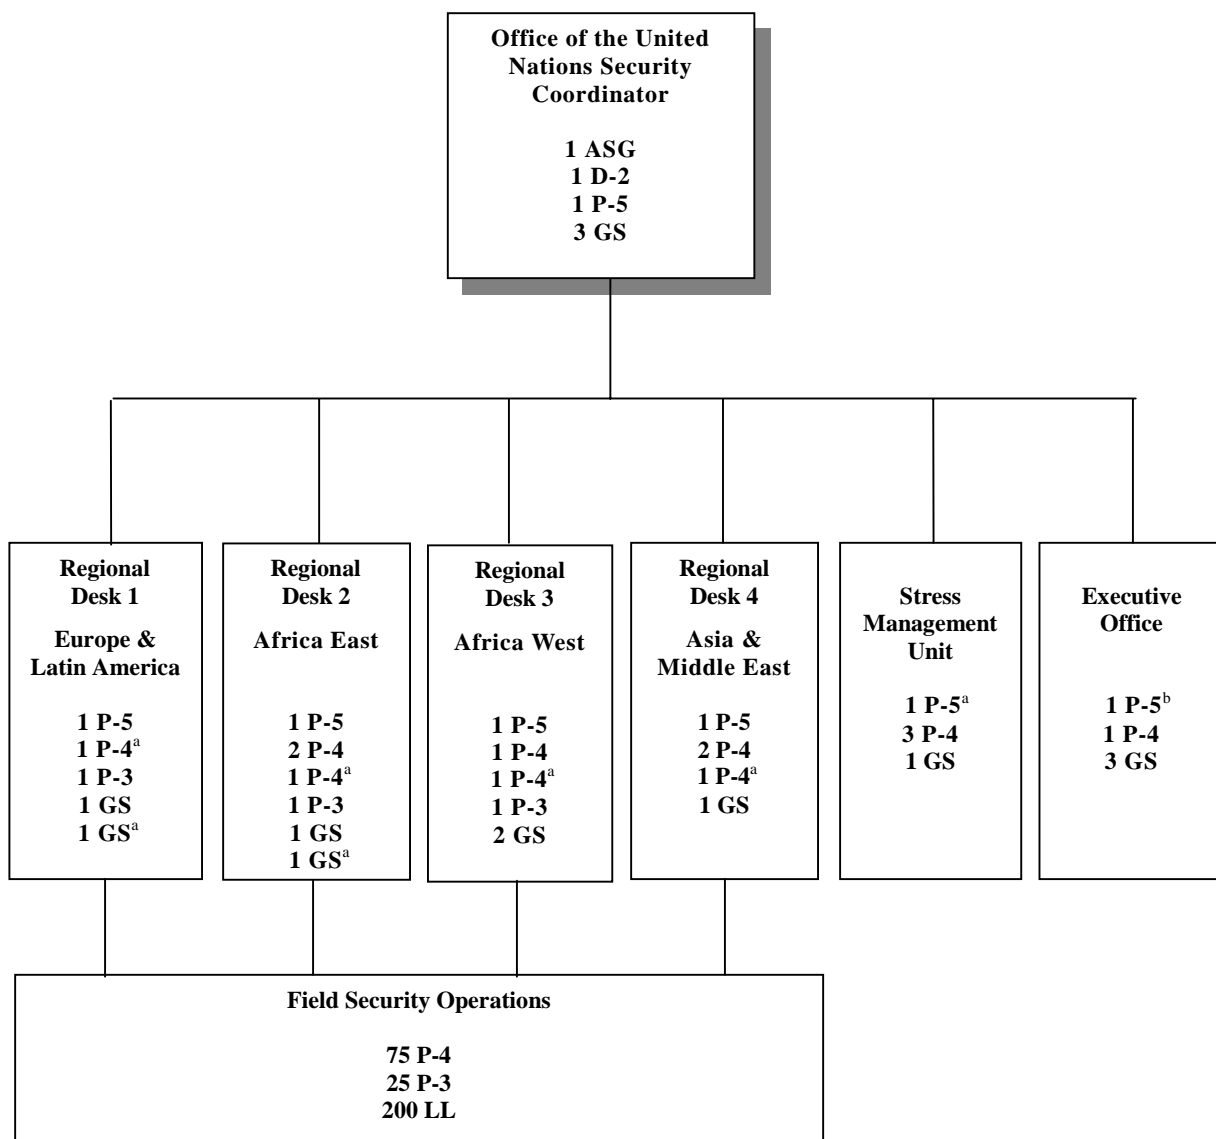 Office of the United
Nations Security
Coordinator
1 ASG
1 D-2
1 P-5
3 GS
Regional
Desk 1
Europe &
Latin America
1 P-5
1 P-4a
1 P-3
1 GS
1 GSa
Regional
Desk 2
Africa East
1 P-5
2 P-4
1 P-4a
1 P-3
1 GS
1 GSa
Regional
Desk 3
Africa West
1 P-5
1 P-4
1 P-4a
1 P-3
2 GS
Regional
Desk 4
Asia &
Middle East
1 P-5
2 P-4
1 P-4a
1 GS
Stress
Management
Unit
1 P-5a
3 P-4
1 GS
Executive
Office
1 P-5b
1 P-4
3 GS
Field Security Operations
75 P-4
25 P-3
200 LL